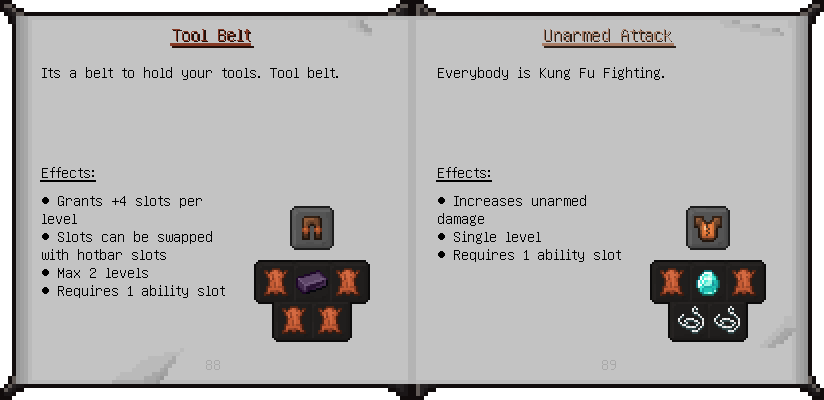 Tool Belt
Its a belt to hold your tools. Tool belt.
Effects:
● Grants +4 slots per
level
● Slots can be swapped
with hotbar slots
● Max 2 levels
● Requires 1 ability slot
88
Unarmed Attack
Everybody is Kung Fu Fighting.
Effects:
● Increases unarmed
damage
● Single level
● Requires 1 ability slot
89